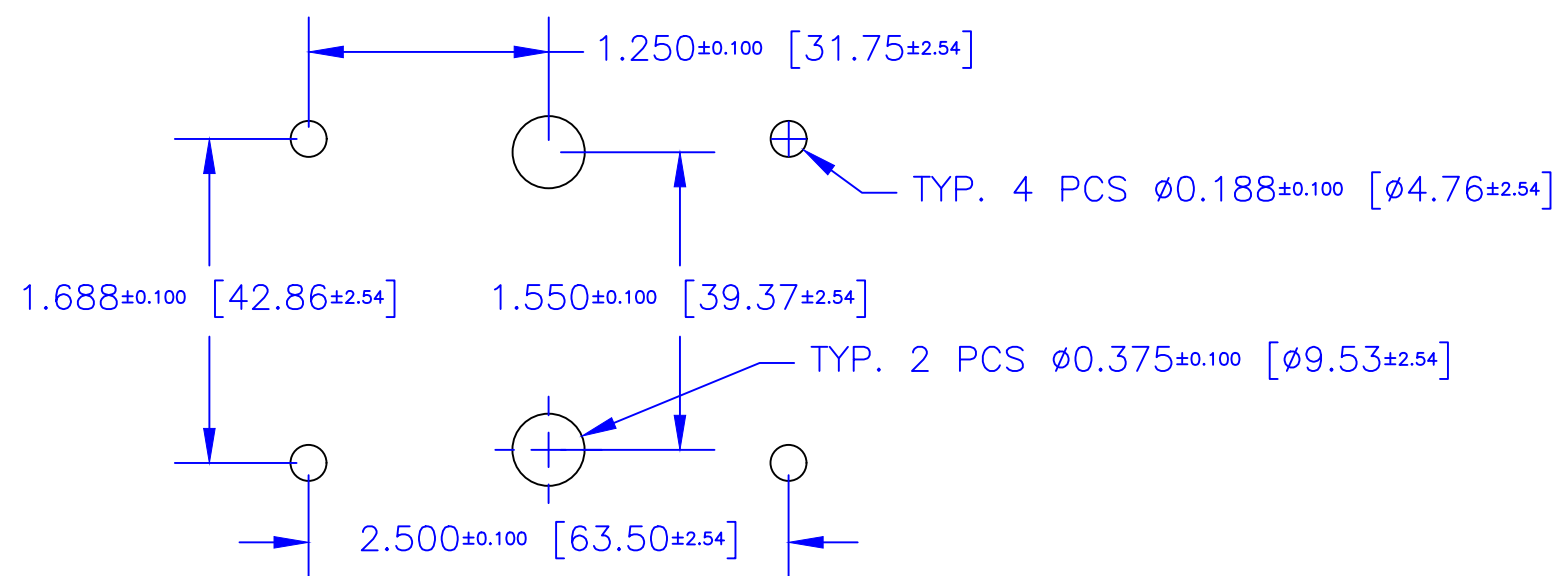 1.250±0.100 [31.75±2.54]
TYP. 4 PCS ø0.188±0.100 [ø4.76±2.54]
1.688±0.100 [42.86±2.54]
1.550±0.100 [39.37±2.54]
TYP. 2 PCS ø0.375±0.100 [ø9.53±2.54]
2.500±0.100 [63.50±2.54]